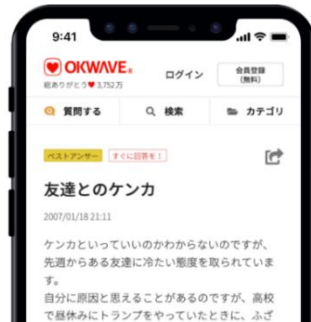 9:41
OKWAVE®
総ありがとう♥3,752万
ログイン
会員登録
(無料)
質問する
検索
カテゴリ
ベストアンサー
すぐに回答を!
友達とのケンカ
2007/01/18 21:11
ケンカといっていいのかわからないのですが、
先週からある友達に冷たい態度を取られていま
す。
自分に原因と思えることがあるのですが、高校
で昼休みにトランプをやっていたときに、ふざ